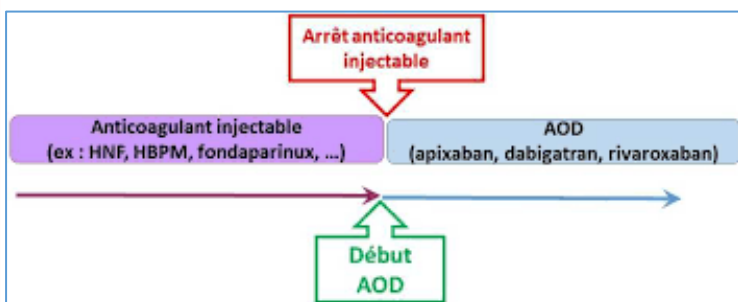 Arrêt anticoagulant
injectable
Anticoagulant injectable
(ex : HNF, HBPM, fondaparinux, ...)
AOD
(apixaban, dabigatran, rivaroxaban)
Début
AOD